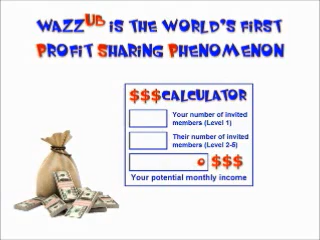 WAZZUB iS THE WORLD'S FiRST
PROFiT SHARiNG PHENOMENON
$$$CALCULATOR
Your number of invited
members (Level 1)
Their number of invited
members (Level 2-5)
0 $$$
Your potential monthly income